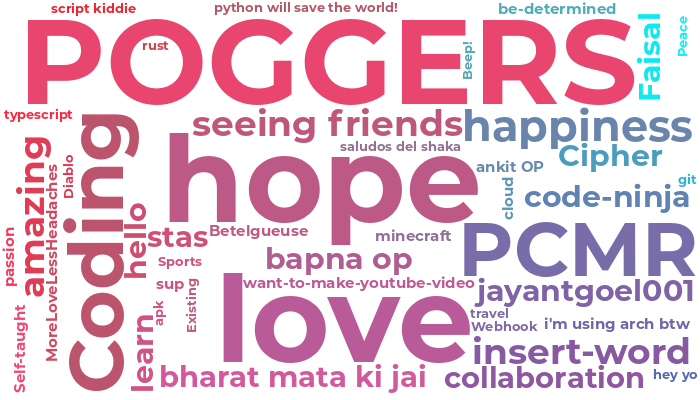 script kiddie
python will save the world!
be-determined
POGGERS
rust
Beep!
Faisal
Peace
typescript
seeing friends
happiness
saludos del shaka
Cipher
ankit OP
git
amazing
MoreLoveLessHeadaches
Diablo
Coding
hope
cloud
code-ninja
hello
stas
Betelgueuse
minecraft
PCMR
passion
Sports
bapna op
sup
Existing
want-to-make-youtube-video
jayantgoel001
Self-taught
learn
apk
love
travel
Webhook
i'm using arch btw
insert-word
bharat mata ki jai
collaboration
hey yo